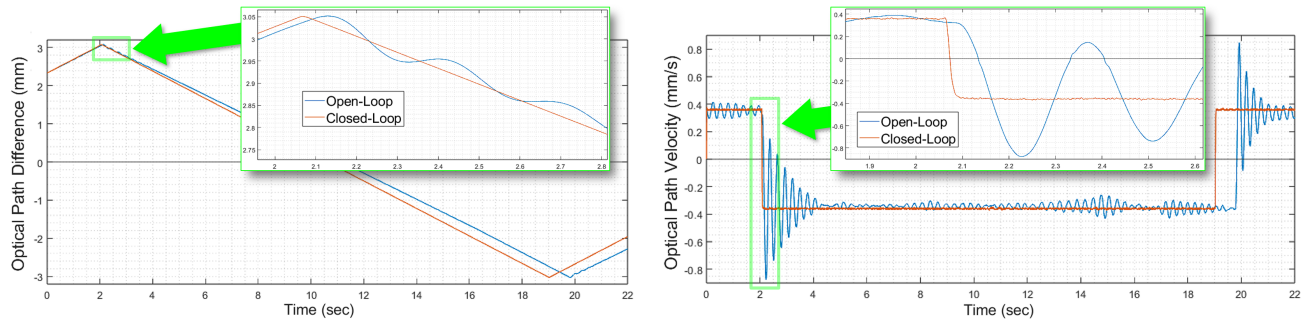 3.05
3
2.95
2.9
2.85
2.8
2.75
2 2.1 2.2 2.3 2.4 2.5 2.6 2.7 2.8
Open-Loop
Closed-Loop
Optical Path Difference (mm)
3
2
1
0
-1
-2
-3
0 2 4 6 8 10 12 14 16 18 20 22
Time (sec)
0.4
0.2
0
-0.2
-0.4
-0.6
-0.8
1.9 2 2.1 2.2 2.3 2.4 2.5 2.6
Open-Loop
Closed-Loop
Optical Path Velocity (mm/s)
0.8
0.6
0.4
0.2
0
-0.2
-0.4
-0.6
-0.8
0 2 4 6 8 10 12 14 16 18 20 22
Time (sec)